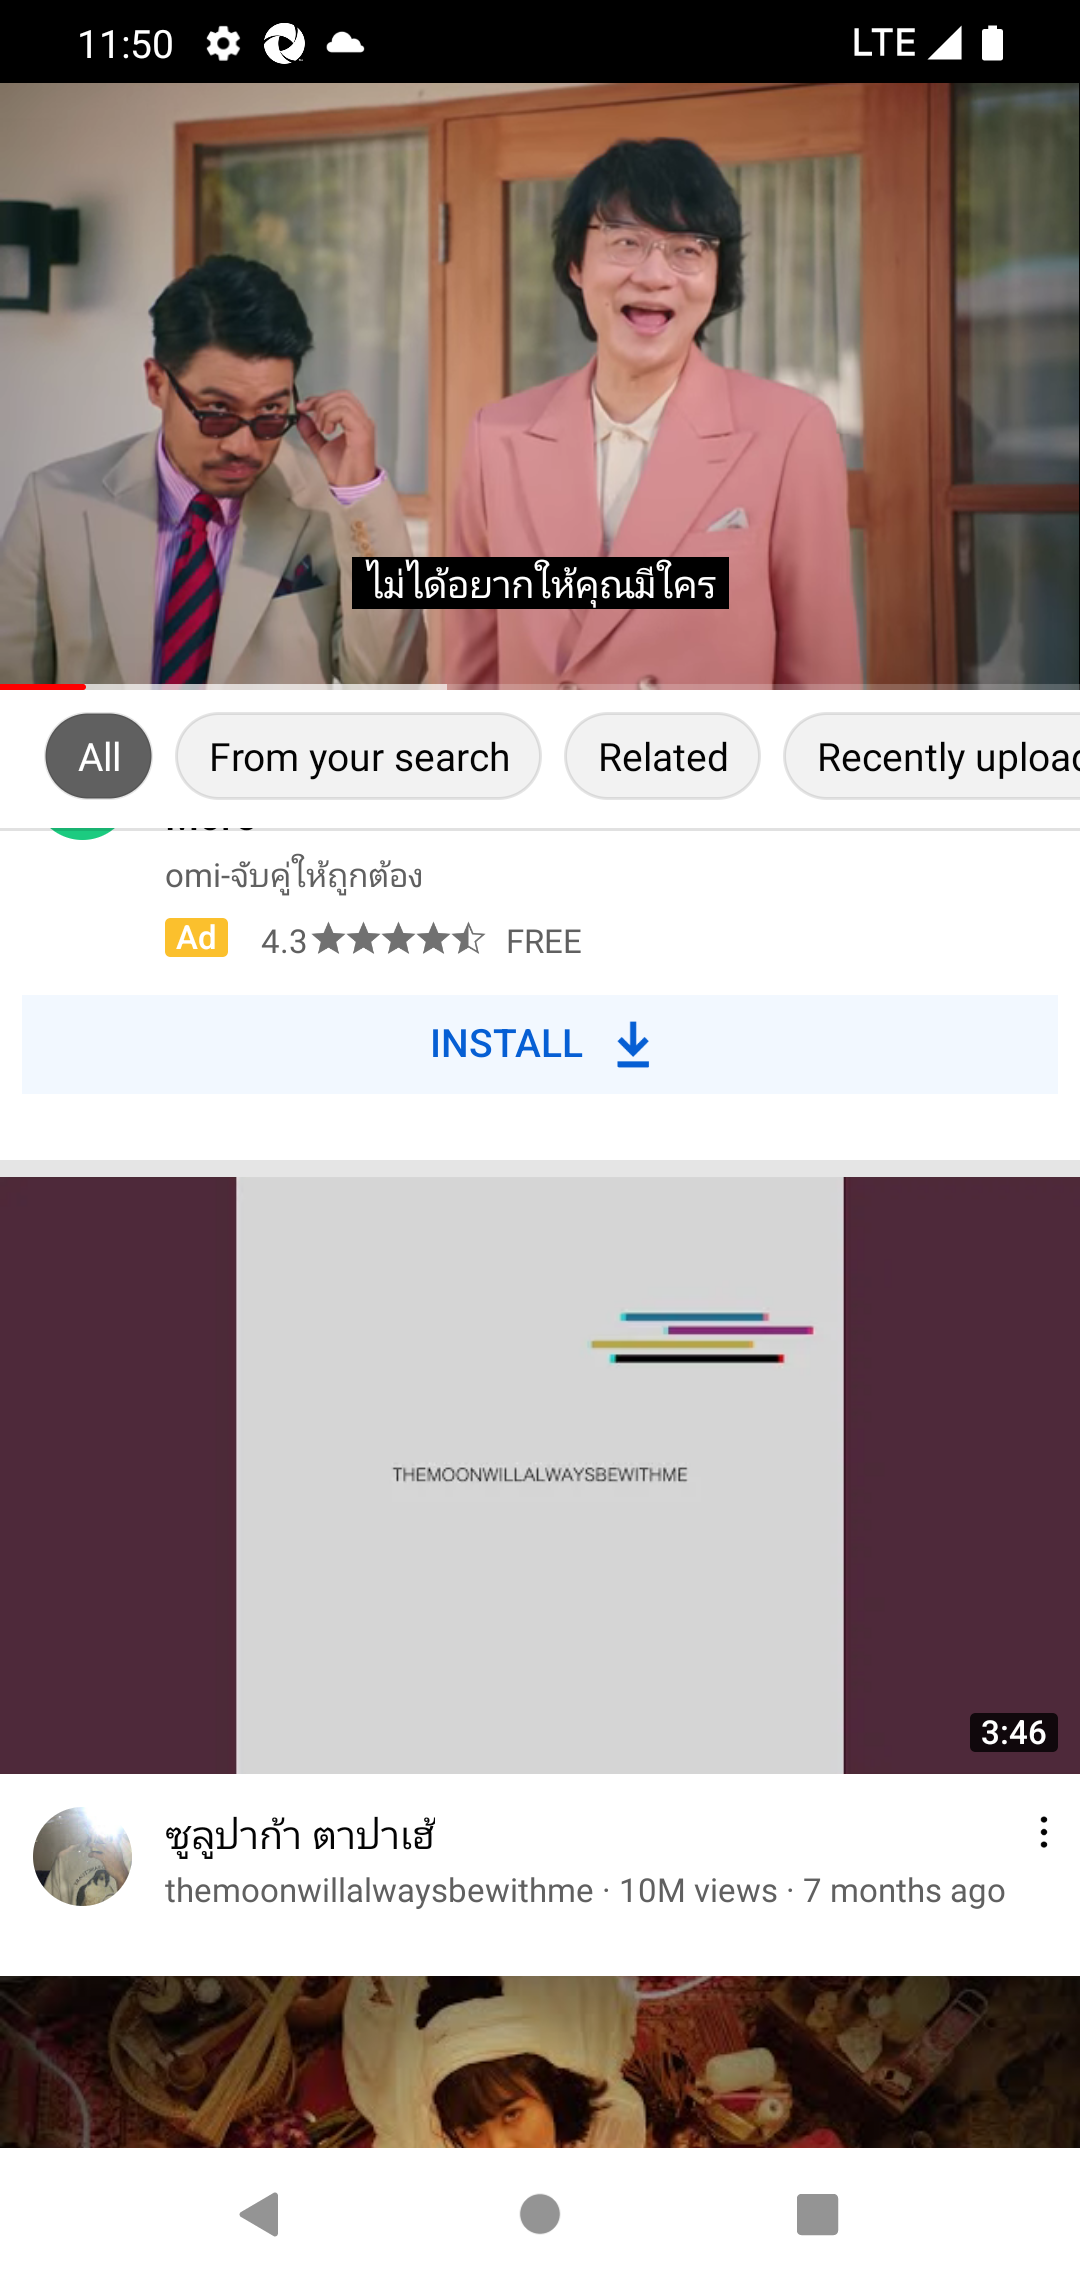 11:50
LTE
ไม่ได้อยากให้คุณมีใคร
All
From your search
Related
Recently uploa
omi-จับคู่ให้ถูกต้อง
Ad
4.3
FREE
INSTALL
THEMOONWILLALWAYSBEWITHME
3:46
ซูลูปาก้า ตาปาเฮ้
themoonwillalwaysbewithme · 10M views · 7 months ago